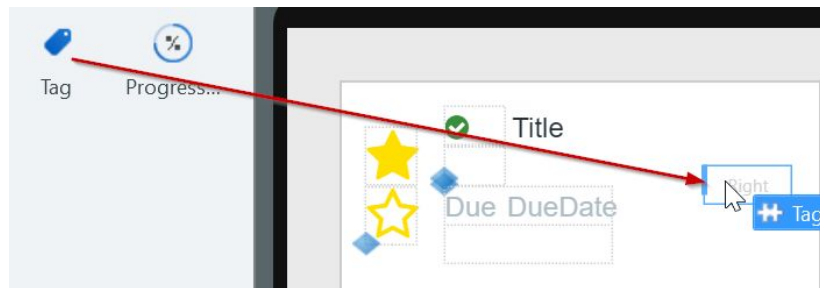 Tag
Progress...
Title
Right
Due DueDate
Tag